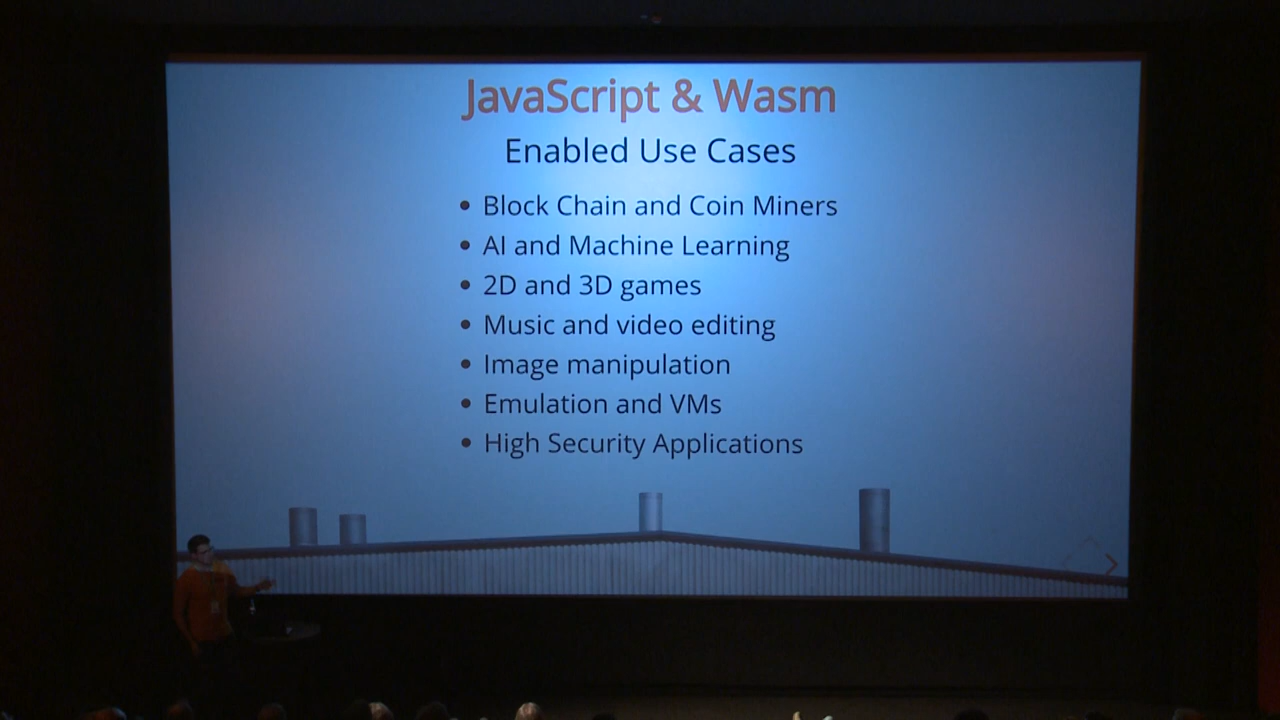 JavaScript & Wasm
Enabled Use Cases
• Block Chain and Coin Miners
• AI and Machine Learning
• 2D and 3D games
• Music and video editing
• Image manipulation
• Emulation and VMs
• High Security Applications